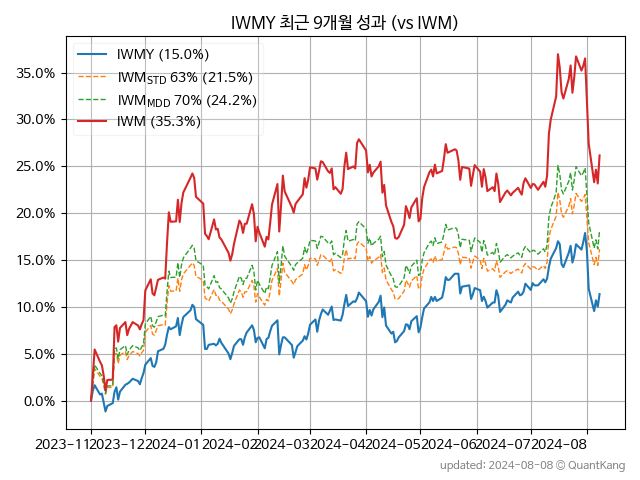 IWMY 최근 9개월 성과 (vs IWM)
IWMY (15.0%)
IWM_STD 63% (21.5%)
IWM_MDD 70% (24.2%)
IWM (35.3%)
35.0%
30.0%
25.0%
20.0%
15.0%
10.0%
5.0%
0.0%
2023-11 2023-12 2024-01 2024-02 2024-03 2024-04 2024-05 2024-06 2024-07 2024-08
updated: 2024-08-08 © QuantKang